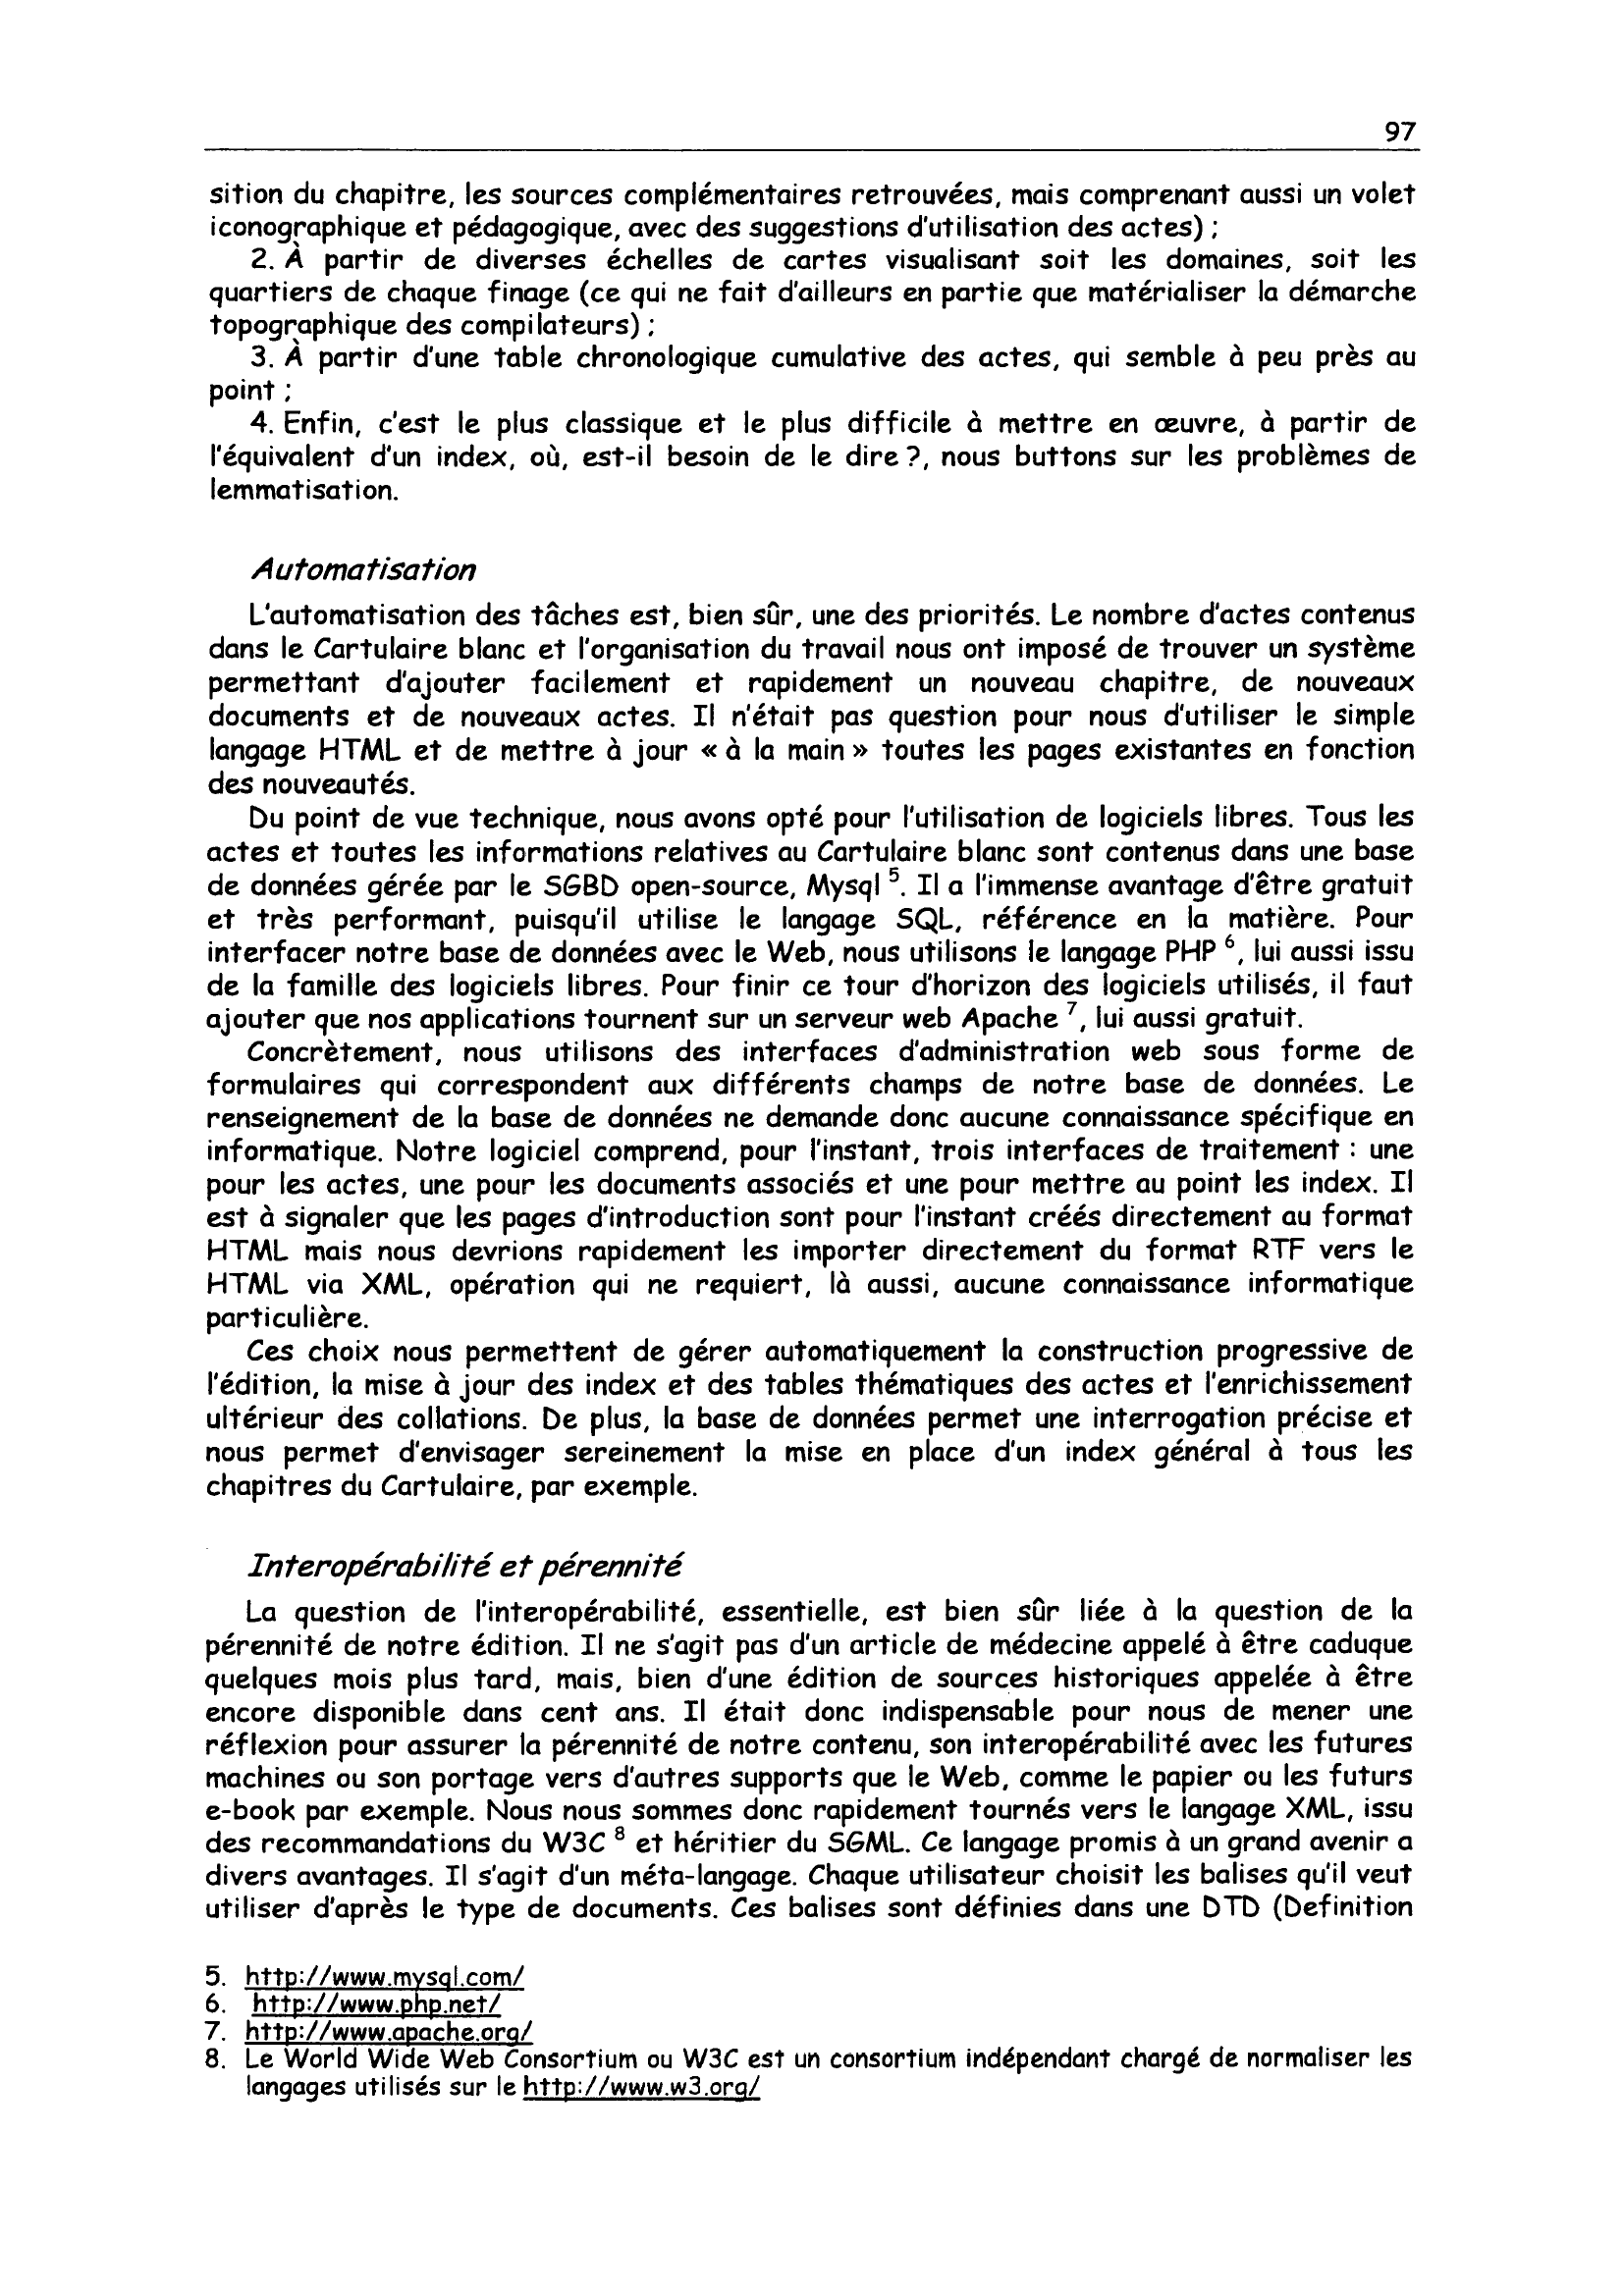 97
sition du chapitre, les sources complémentaires retrouvées, mais comprenant aussi un volet
iconographique et pédagogique, avec des suggestions d'utilisation des actes) ;
2. À partir de diverses échelles de cartes visualisant soit les domaines, soit les
quartiers de chaque finage (ce qui ne fait d'ailleurs en partie que matérialiser la démarche
topographique des compilateurs) ;
3. À partir d'une table chronologique cumulative des actes, qui semble à peu près au
point ;
4. Enfin, c'est le plus classique et le plus difficile à mettre en œuvre, à partir de
l'équivalent d'un index, où, est-il besoin de le dire ?, nous buttons sur les problèmes de
lemmatisation.
Automatisation
L'automatisation des tâches est, bien sûr, une des priorités. Le nombre d'actes contenus
dans le Cartulaire blanc et l'organisation du travail nous ont imposé de trouver un système
permettant d'ajouter facilement et rapidement un nouveau chapitre, de nouveaux
documents et de nouveaux actes. Il n'était pas question pour nous d'utiliser le simple
langage HTML et de mettre à jour « à la main » toutes les pages existantes en fonction
des nouveautés.
Du point de vue technique, nous avons opté pour l'utilisation de logiciels libres. Tous les
actes et toutes les informations relatives au Cartulaire blanc sont contenus dans une base
de données gérée par le SGBD open-source, Mysql 5. Il a l'immense avantage d'être gratuit
et très performant, puisqu'il utilise le langage SQL, référence en la matière. Pour
interfacer notre base de données avec le Web, nous utilisons le langage PHP 6, lui aussi issu
de la famille des logiciels libres. Pour finir ce tour d'horizon des logiciels utilisés, il faut
ajouter que nos applications tournent sur un serveur web Apache 7, lui aussi gratuit.
Concrètement, nous utilisons des interfaces d'administration web sous forme de
formulaires qui correspondent aux différents champs de notre base de données. Le
renseignement de la base de données ne demande donc aucune connaissance spécifique en
informatique. Notre logiciel comprend, pour l'instant, trois interfaces de traitement : une
pour les actes, une pour les documents associés et une pour mettre au point les index. Il
est à signaler que les pages d'introduction sont pour l'instant créés directement au format
HTML mais nous devrions rapidement les importer directement du format RTF vers le
HTML via XML, opération qui ne requiert, là aussi, aucune connaissance informatique
particulière.
Ces choix nous permettent de gérer automatiquement la construction progressive de
l'édition, la mise à jour des index et des tables thématiques des actes et l'enrichissement
ultérieur des collations. De plus, la base de données permet une interrogation précise et
nous permet d'envisager sereinement la mise en place d'un index général à tous les
chapitres du Cartulaire, par exemple.
Interopérabilité et pérennité
La question de l'interopérabilité, essentielle, est bien sûr liée à la question de la
pérennité de notre édition. Il ne s'agit pas d'un article de médecine appelé à être caduque
quelques mois plus tard, mais, bien d'une édition de sources historiques appelée à être
encore disponible dans cent ans. Il était donc indispensable pour nous de mener une
réflexion pour assurer la pérennité de notre contenu, son interopérabilité avec les futures
machines ou son portage vers d'autres supports que le Web, comme le papier ou les futurs
e-book par exemple. Nous nous sommes donc rapidement tournés vers le langage XML, issu
des recommandations du W3C 8 et héritier du SGML. Ce langage promis à un grand avenir a
divers avantages. Il s'agit d'un méta-langage. Chaque utilisateur choisit les balises qu'il veut
utiliser d'après le type de documents. Ces balises sont définies dans une DTD (Definition
5. http://www.mysql.com/
6. http://www.php.net/
7. http://www.apache.org/
8. Le World Wide Web Consortium ou W3C est un consortium indépendant chargé de normaliser les
langages utilisés sur le http://www.w3.org/